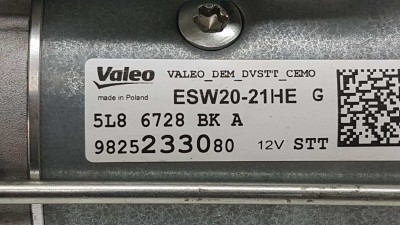 Valeo VALEO_DEM_DVSTT_CEMO
made in Poland ESW20-21HE G
5L8 6728 BK A
9825233080 12V STT